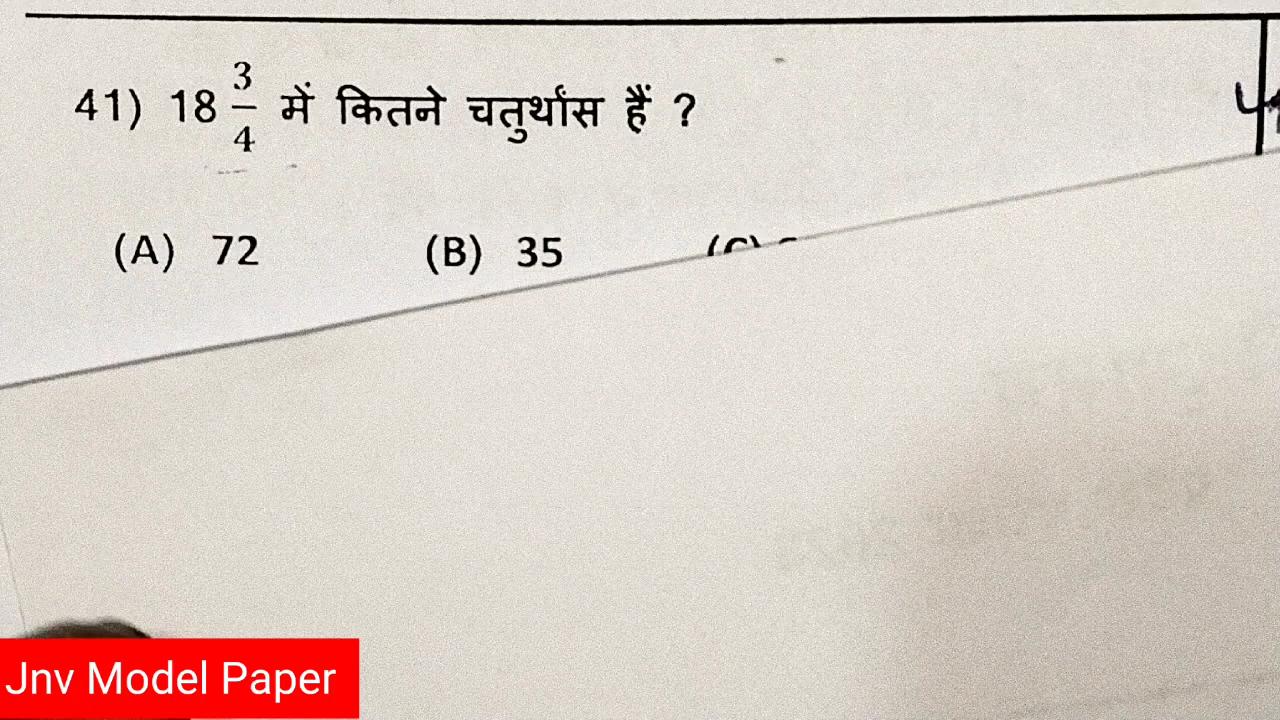 41) 18 3/4 में कितने चतुर्थांस हैं ?
(A) 72 (B) 35 (C)
Jnv Model Paper